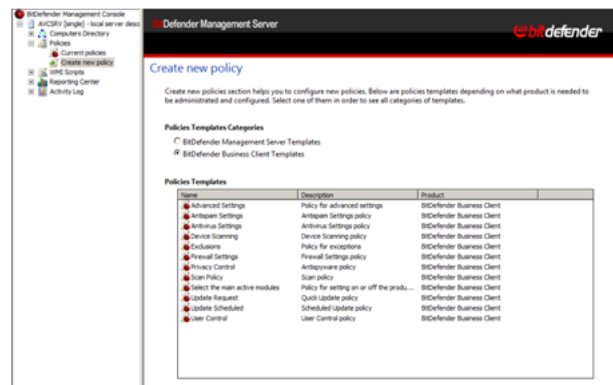 BitDefender Management Console
AVCSRV [single] - local server desc
Computers Directory
Policies
Current policies
Create new policy
WMI Scripts
Reporting Center
Activity Log
BitDefender Management Server
bitdefender
Create new policy
Create new policies section helps you to configure new policies. Below are policies templates depending on what product is needed to
be administrated and configured. Select one of them in order to see all categories of templates.
Policies Templates Categories
BitDefender Management Server Templates
BitDefender Business Client Templates
Policies Templates
Name Description Product
Advanced Settings Policy for advanced settings BitDefender Business Client
Antispam Settings Antispam Settings policy BitDefender Business Client
Antivirus Settings Antivirus Settings policy BitDefender Business Client
Device Scanning Device Scanning policy BitDefender Business Client
Exclusions Policy for exceptions BitDefender Business Client
Firewall Settings Firewall Settings policy BitDefender Business Client
Privacy Control Antispyware policy BitDefender Business Client
Scan Policy Scan policy BitDefender Business Client
Select the main active modules Policy for setting on or off the produ... BitDefender Business Client
Update Request Quick Update policy BitDefender Business Client
Update Scheduled Scheduled Update policy BitDefender Business Client
User Control User Control policy BitDefender Business Client